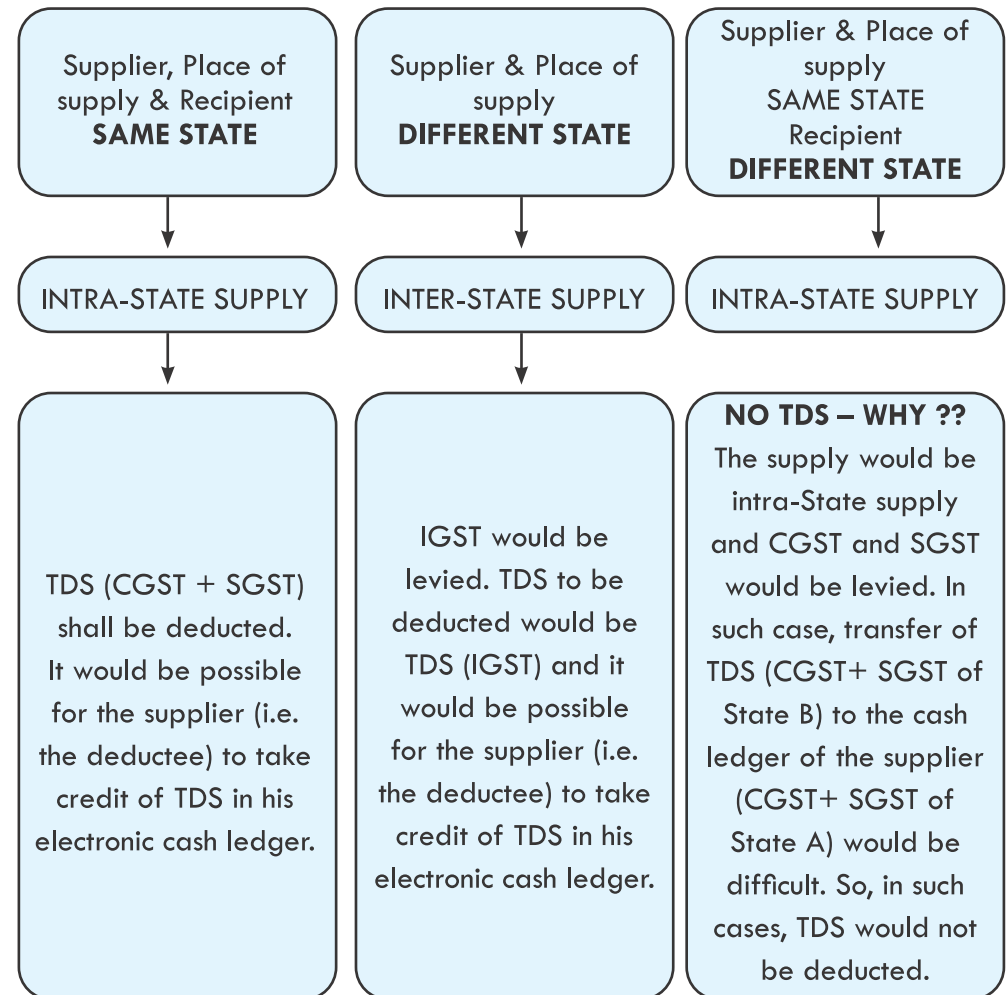 Supplier, Place of
supply & Recipient
SAME STATE
INTRA-STATE SUPPLY
TDS (CGST + SGST)
shall be deducted.
It would be possible
for the supplier (i.e.
the deductee) to take
credit of TDS in his
electronic cash ledger.
Supplier & Place of
supply
DIFFERENT STATE
INTER-STATE SUPPLY
IGST would be
levied. TDS to be
deducted would be
TDS (IGST) and it
would be possible
for the supplier (i.e.
the deductee) to take
credit of TDS in his
electronic cash ledger.
Supplier & Place of
supply
SAME STATE
Recipient
DIFFERENT STATE
INTRA-STATE SUPPLY
NO TDS – WHY ??
The supply would be
intra-State supply
and CGST and SGST
would be levied. In
such case, transfer of
TDS (CGST+ SGST of
State B) to the cash
ledger of the supplier
(CGST+ SGST of
State A) would be
difficult. So, in such
cases, TDS would not
be deducted.